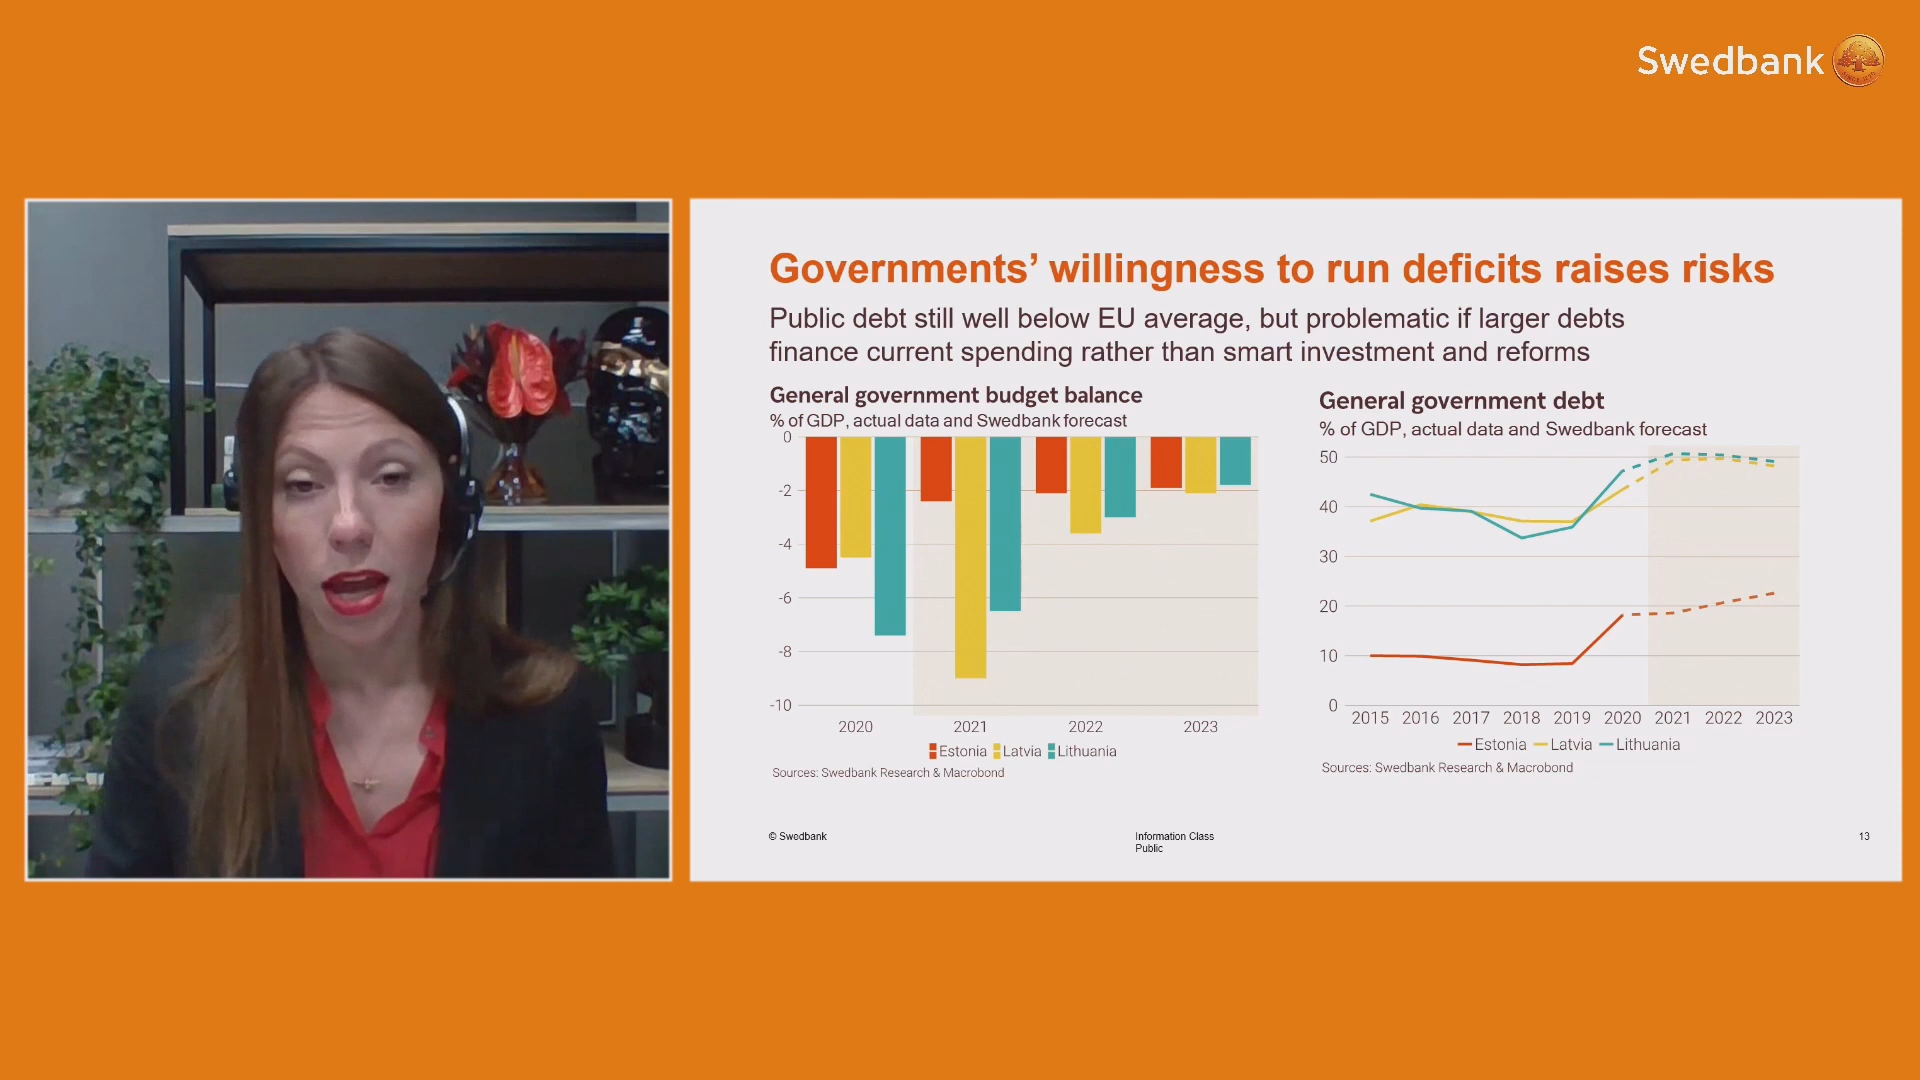 Swedbank
Governments’ willingness to run deficits raises risks
Public debt still well below EU average, but problematic if larger debts
finance current spending rather than smart investment and reforms
General government budget balance
% of GDP, actual data and Swedbank forecast
0
-2
-4
-6
-8
-10
2020 2021 2022 2023
Estonia Latvia Lithuania
Sources: Swedbank Research & Macrobond
General government debt
% of GDP, actual data and Swedbank forecast
50
40
30
20
10
0
2015 2016 2017 2018 2019 2020 2021 2022 2023
Estonia Latvia Lithuania
Sources: Swedbank Research & Macrobond
© Swedbank
Information Class
Public
13